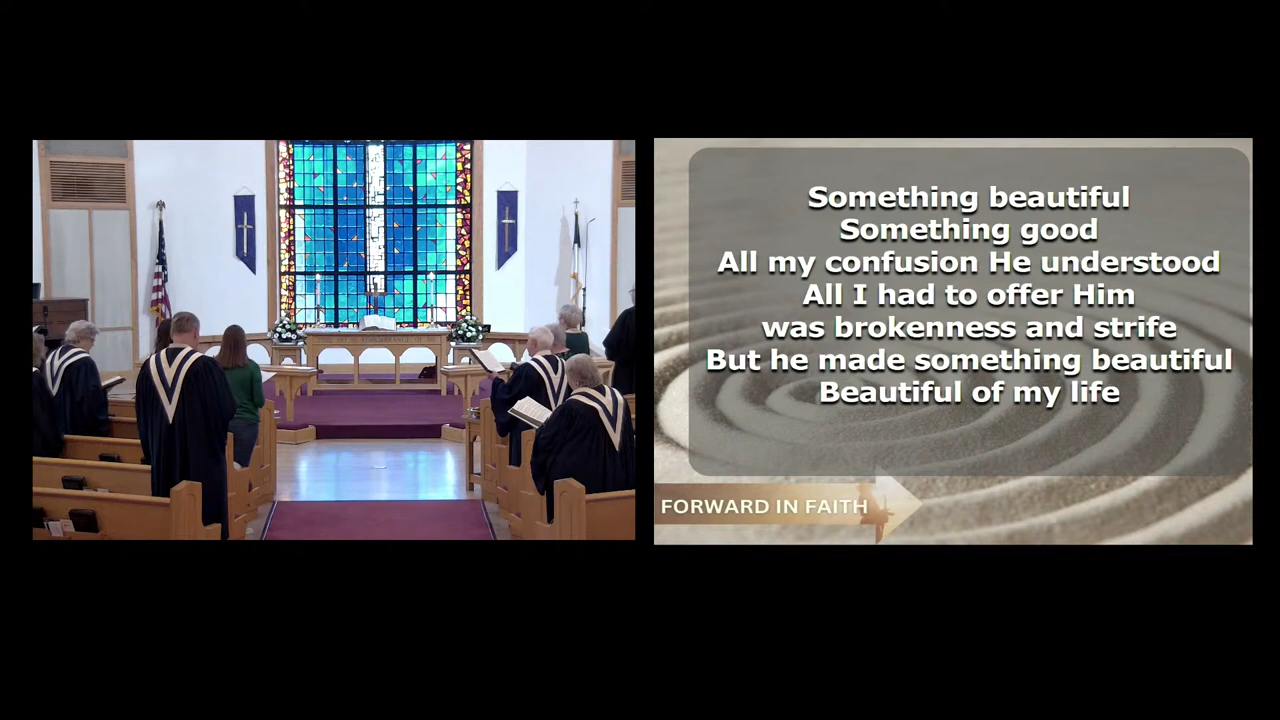 Something beautiful
Something good
All my confusion He understood
All I had to offer Him
was brokenness and strife
But he made something beautiful
Beautiful of my life
FORWARD IN FAITH